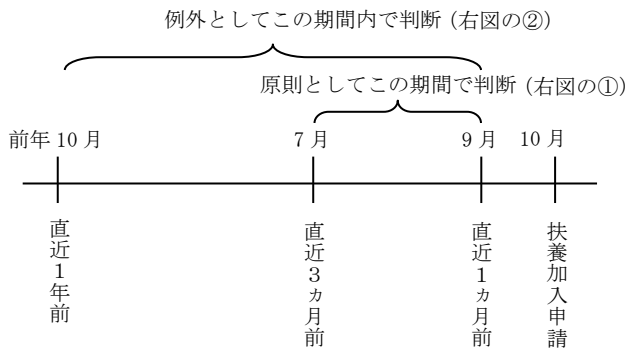 例外としてこの期間内で判断 (右図の②)
原則としてこの期間で判断 (右図の①)
前年 10 月
7 月
9 月
10 月
直近1年前
直近3ヵ月前
直近1ヵ月前
扶養加入申請